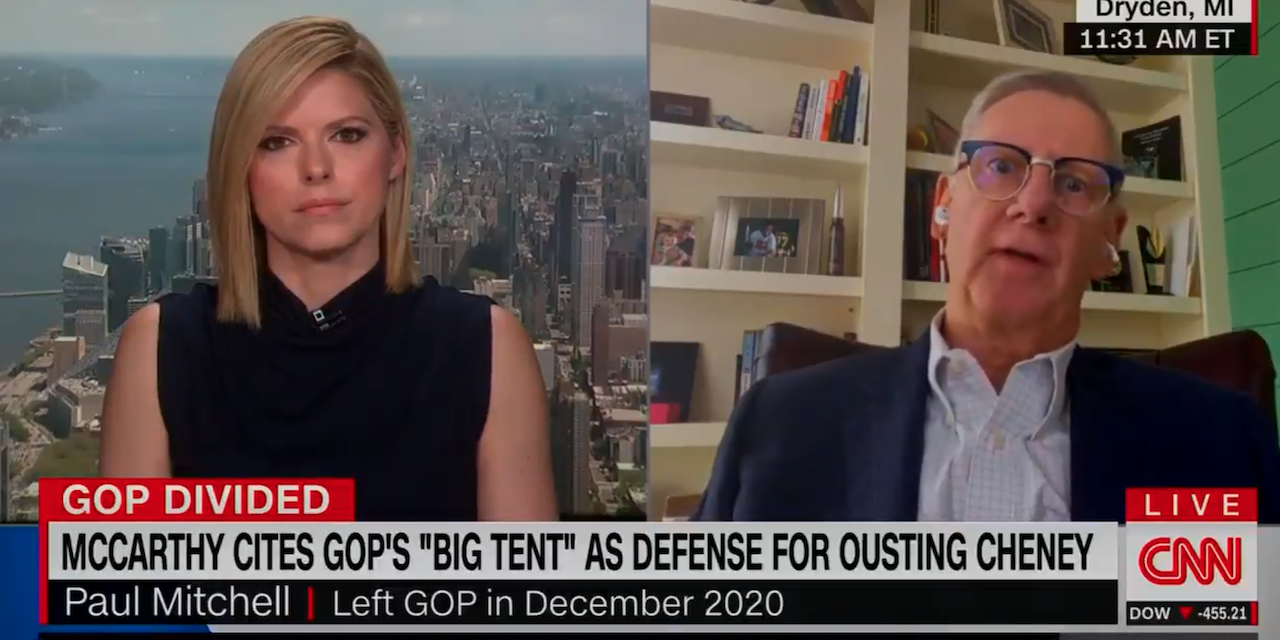 Dryden, MI
11:31 AM ET
GOP DIVIDED
MCCARTHY CITES GOP'S "BIG TENT" AS DEFENSE FOR OUSTING CHENEY
Paul Mitchell | Left GOP in December 2020
LIVE
CNN
DOW ▼ -455.21